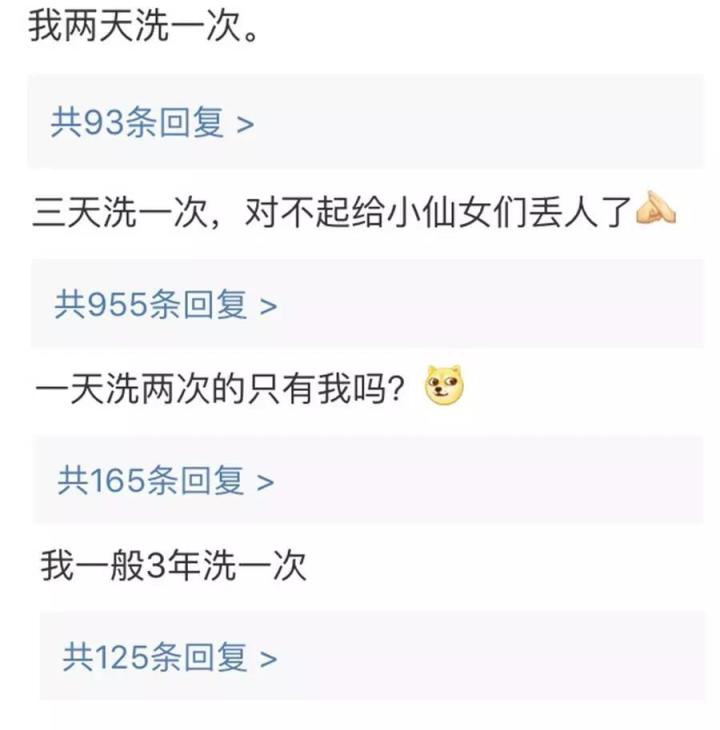 我两天洗一次。
共93条回复 >
三天洗一次，对不起给小仙女们丢人了
共955条回复 >
一天洗两次的只有我吗？
共165条回复 >
我一般3年洗一次
共125条回复 >